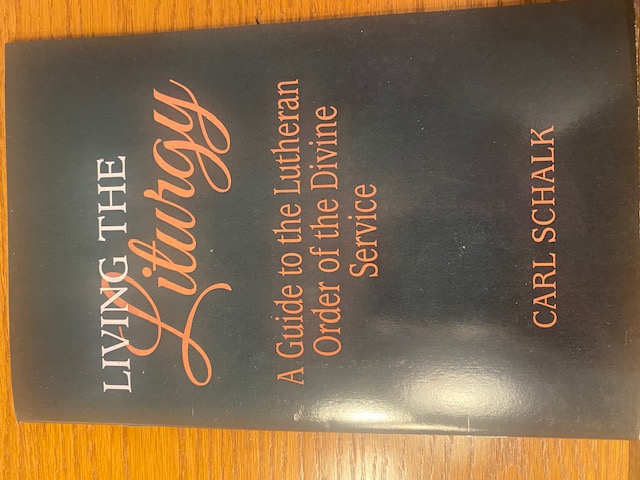 LIVING THE
Liturgy
A Guide to the Lutheran
Order of the Divine
Service
CARL SCHALK